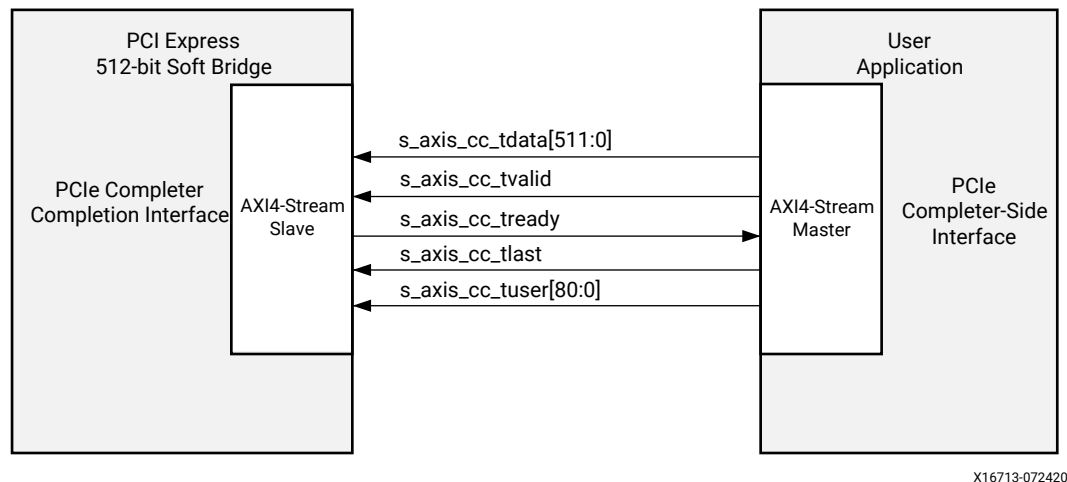 PCI Express
512-bit Soft Bridge
User
Application
s_axis_cc_tdata[511:0]
s_axis_cc_tvalid
s_axis_cc_tready
s_axis_cc_tlast
s_axis_cc_tuser[80:0]
PCIe Completer
Completion Interface
AXI4-Stream
Slave
AXI4-Stream
Master
PCIe
Completer-Side
Interface
X16713-072420